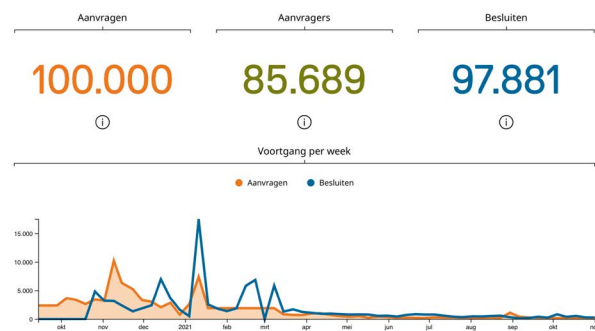 Aanvragen Aanvragers Besluiten
100.000 85.689 97.881
Voortgang per week
Aanvragen Besluiten
15.000
10.000
5.000
0
okt nov dec 2021 feb mrt apr mei jun jul aug sep okt